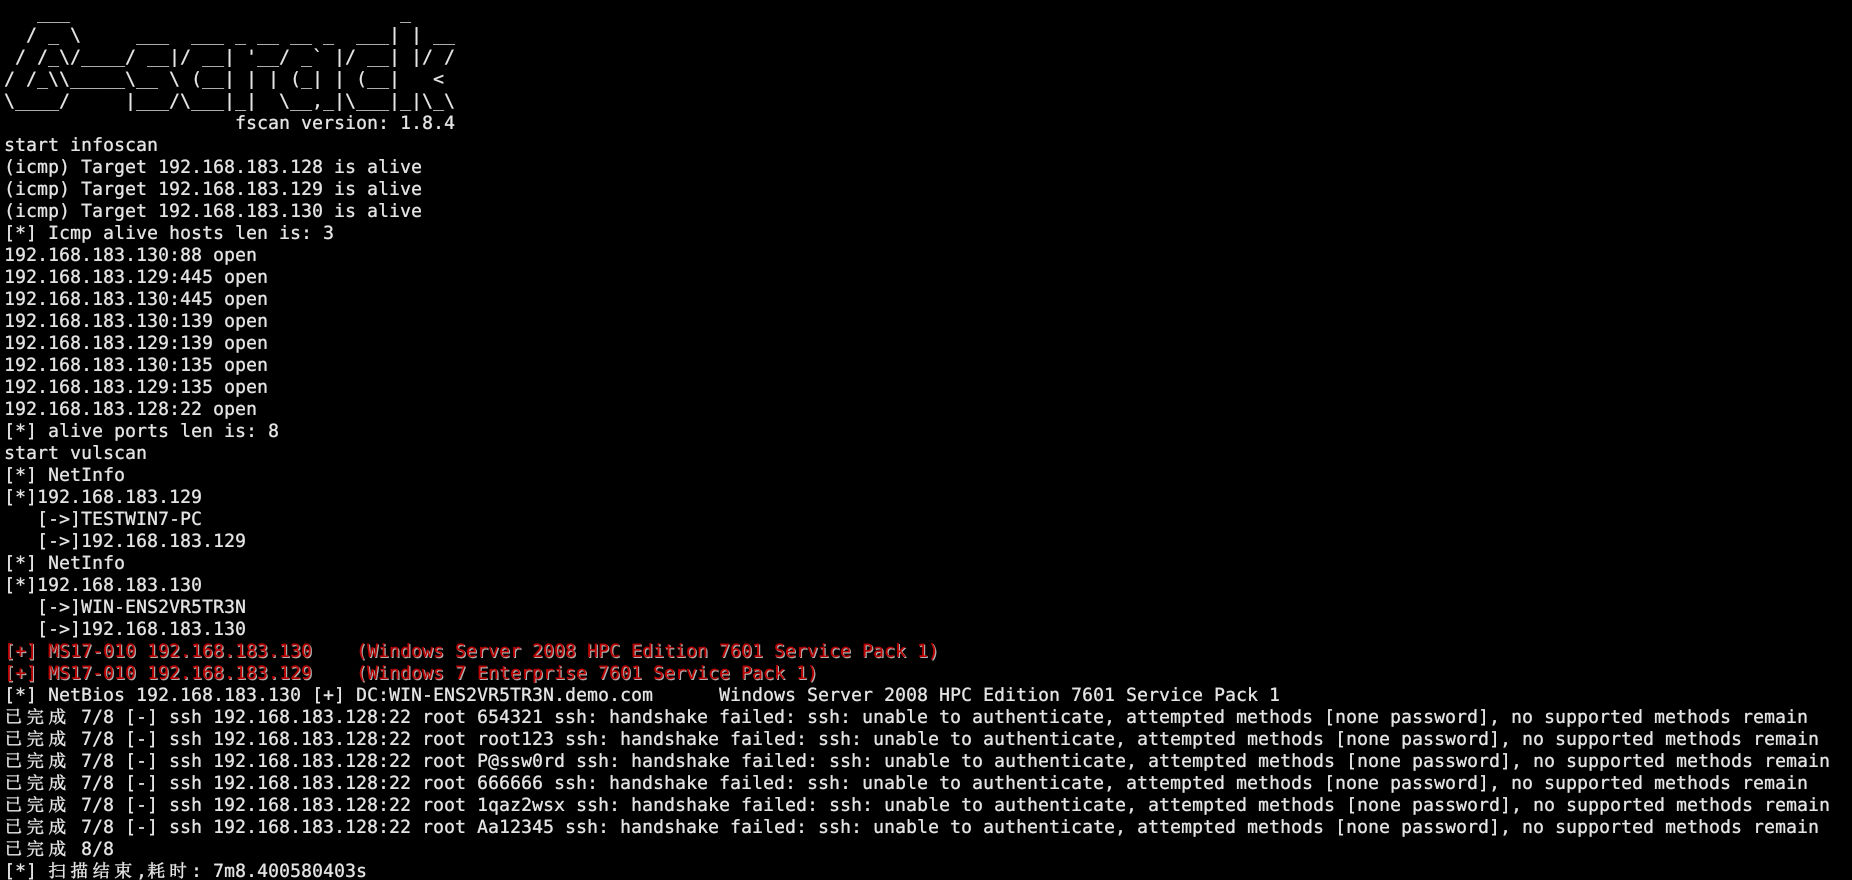 fscan version: 1.8.4
start infoscan
(icmp) Target 192.168.183.128 is alive
(icmp) Target 192.168.183.129 is alive
(icmp) Target 192.168.183.130 is alive
[*] Icmp alive hosts len is: 3
192.168.183.130:88 open
192.168.183.129:445 open
192.168.183.130:445 open
192.168.183.130:139 open
192.168.183.129:139 open
192.168.183.130:135 open
192.168.183.129:135 open
192.168.183.128:22 open
[*] alive ports len is: 8
start vulscan
[*] NetInfo
[*]192.168.183.129
   [->]TESTWIN7-PC
   [->]192.168.183.129
[*] NetInfo
[*]192.168.183.130
   [->]WIN-ENS2VR5TR3N
   [->]192.168.183.130
[+] MS17-010 192.168.183.130    (Windows Server 2008 HPC Edition 7601 Service Pack 1)
[+] MS17-010 192.168.183.129    (Windows 7 Enterprise 7601 Service Pack 1)
[*] NetBios 192.168.183.130 [+] DC:WIN-ENS2VR5TR3N.demo.com      Windows Server 2008 HPC Edition 7601 Service Pack 1
已完成 7/8 [-] ssh 192.168.183.128:22 root 654321 ssh: handshake failed: ssh: unable to authenticate, attempted methods [none password], no supported methods remain
已完成 7/8 [-] ssh 192.168.183.128:22 root root123 ssh: handshake failed: ssh: unable to authenticate, attempted methods [none password], no supported methods remain
已完成 7/8 [-] ssh 192.168.183.128:22 root P@ssw0rd ssh: handshake failed: ssh: unable to authenticate, attempted methods [none password], no supported methods remain
已完成 7/8 [-] ssh 192.168.183.128:22 root 666666 ssh: handshake failed: ssh: unable to authenticate, attempted methods [none password], no supported methods remain
已完成 7/8 [-] ssh 192.168.183.128:22 root 1qaz2wsx ssh: handshake failed: ssh: unable to authenticate, attempted methods [none password], no supported methods remain
已完成 7/8 [-] ssh 192.168.183.128:22 root Aa12345 ssh: handshake failed: ssh: unable to authenticate, attempted methods [none password], no supported methods remain
已完成 8/8
[*] 扫描结束,耗时: 7m8.400580403s